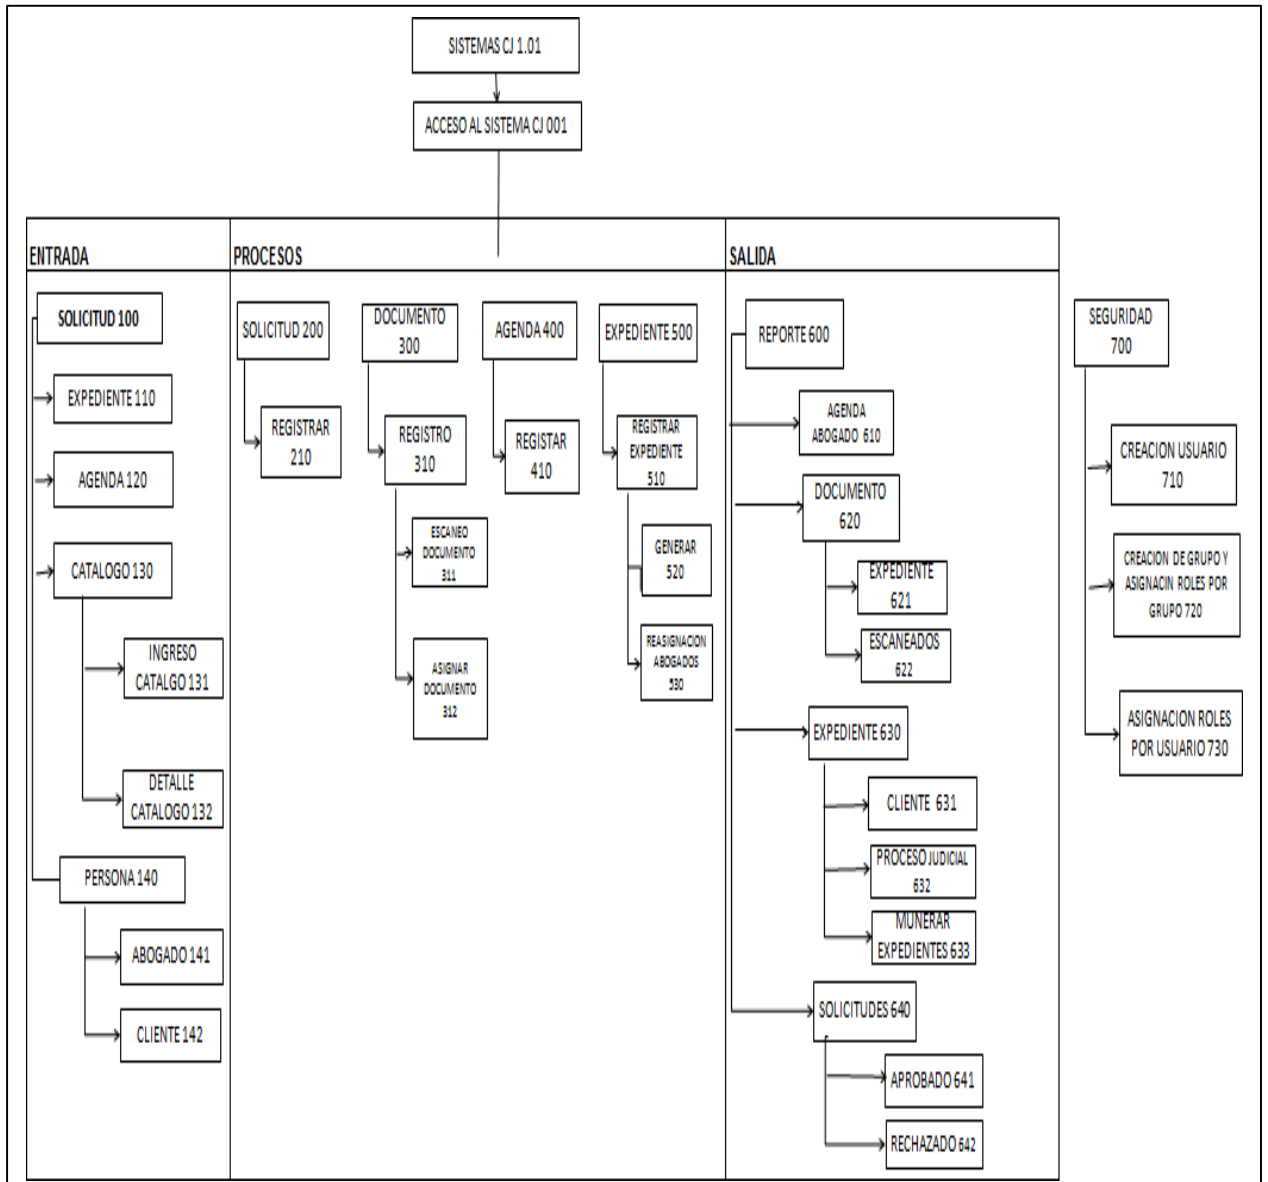 SISTEMAS CJ 1.01
ACCESO AL SISTEMA CJ 001
ENTRADA
SOLICITUD 100
EXPEDIENTE 110
AGENDA 120
CATALOGO 130
INGRESO
CATALGO 131
DETALLE
CATALOGO 132
PERSONA 140
ABOGADO 141
CLIENTE 142
PROCESOS
SOLICITUD 200
REGISTRAR
210
DOCUMENTO
300
REGISTRO
310
ESCANEO
DOCUMENTO
311
ASIGNAR
DOCUMENTO
312
AGENDA 400
REGISTAR
410
EXPEDIENTE 500
REGISTRAR
EXPEDIENTE
510
GENERAR
520
REASIGNACION
ABOGADOS
530
SALIDA
REPORTE 600
AGENDA
ABOGADO 610
DOCUMENTO
620
EXPEDIENTE
621
ESCANEADOS
622
EXPEDIENTE 630
CLIENTE 631
PROCESO JUDICIAL
632
MUNERAR
EXPEDIENTES 633
SOLICITUDES 640
APROBADO 641
RECHAZADO 642
SEGURIDAD
700
CREACION USUARIO
710
CREACION DE GRUPO Y
ASIGNACIN ROLES POR
GRUPO 720
ASIGNACION ROLES
POR USUARIO 730